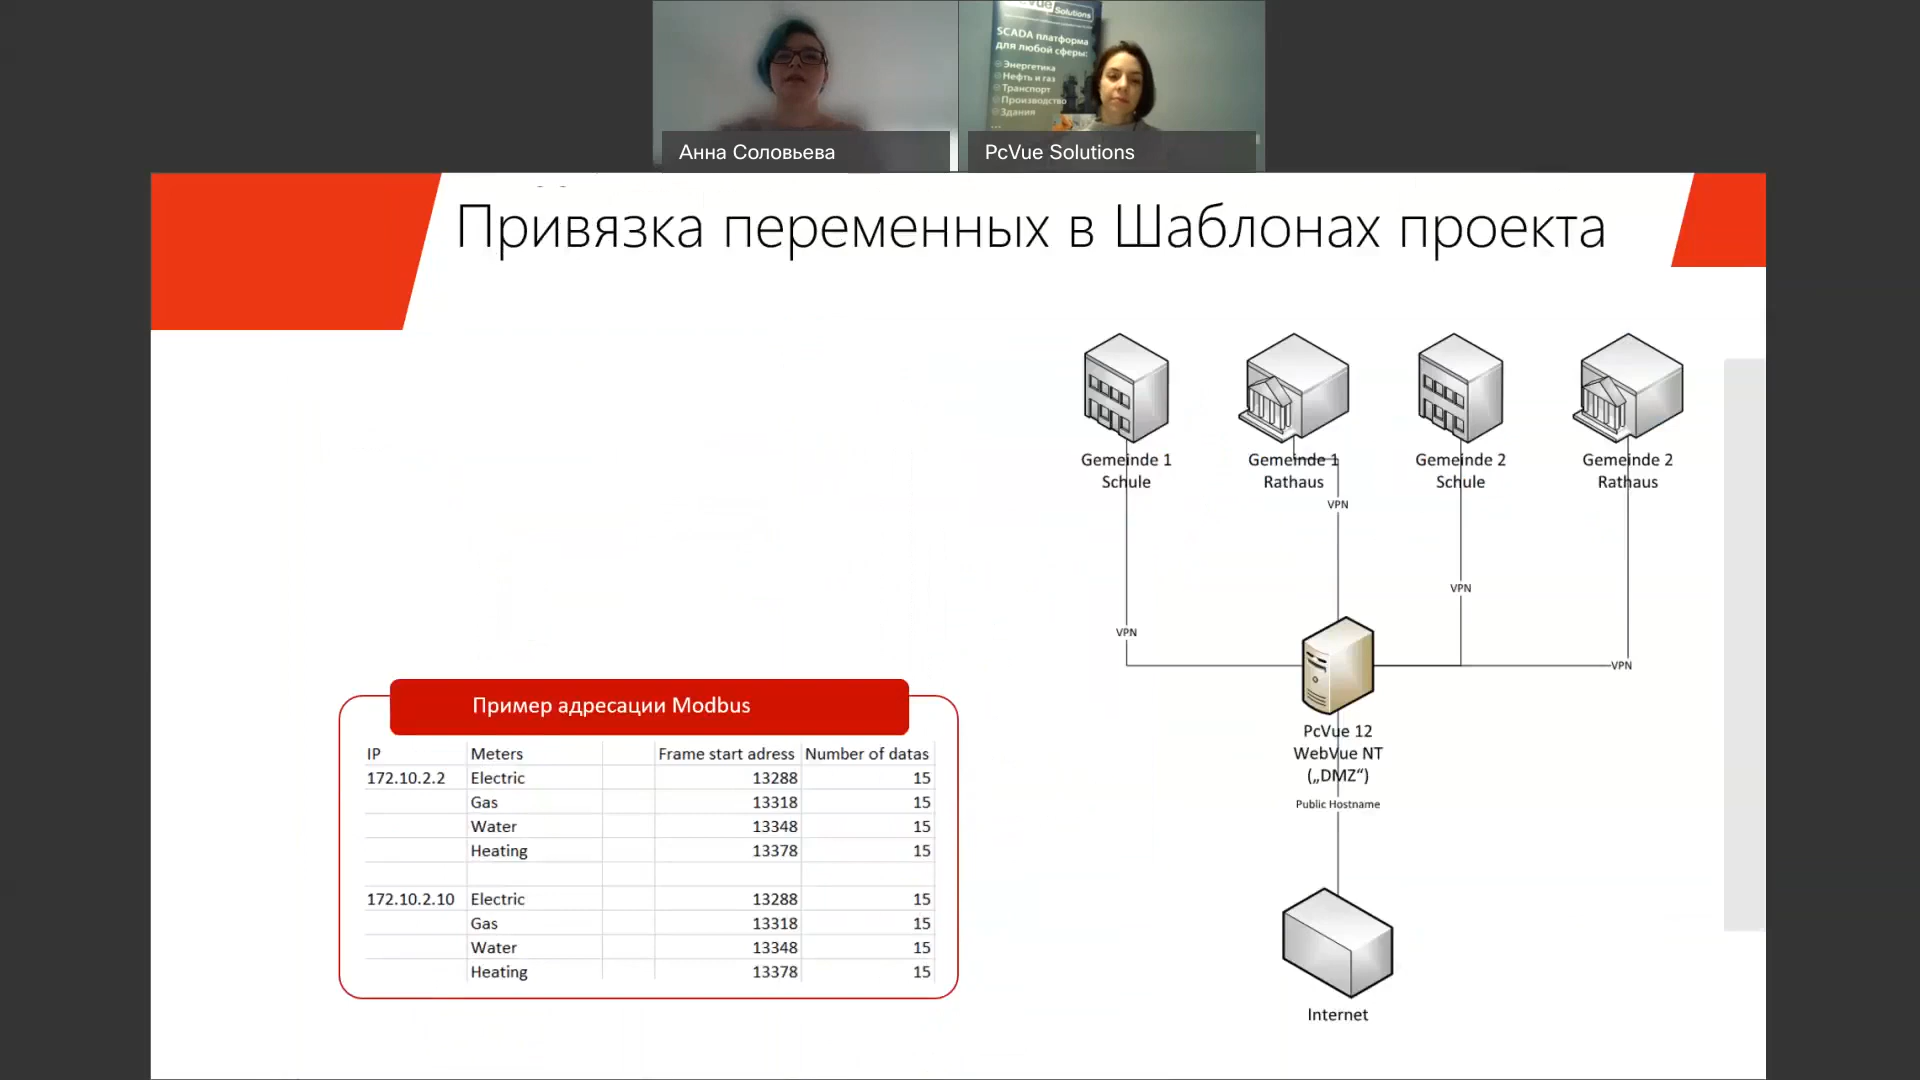 Solutions
SCADA платформа
для любой сферы:
Энергетика
Нефть и газ
Транспорт
Производство
Здания
...
Анна Соловьева
PcVue Solutions
Привязка переменных в Шаблонах проекта
Gemeinde 1
Schule
Gemeinde 1
Rathaus
Gemeinde 2
Schule
Gemeinde 2
Rathaus
VPN
VPN
VPN
VPN
PcVue 12
WebVue NT
(„DMZ“)
Public Hostname
Internet
Пример адресации Modbus
IP Meters Frame start adress Number of datas
172.10.2.2 Electric 13288 15
Gas 13318 15
Water 13348 15
Heating 13378 15
172.10.2.10 Electric 13288 15
Gas 13318 15
Water 13348 15
Heating 13378 15